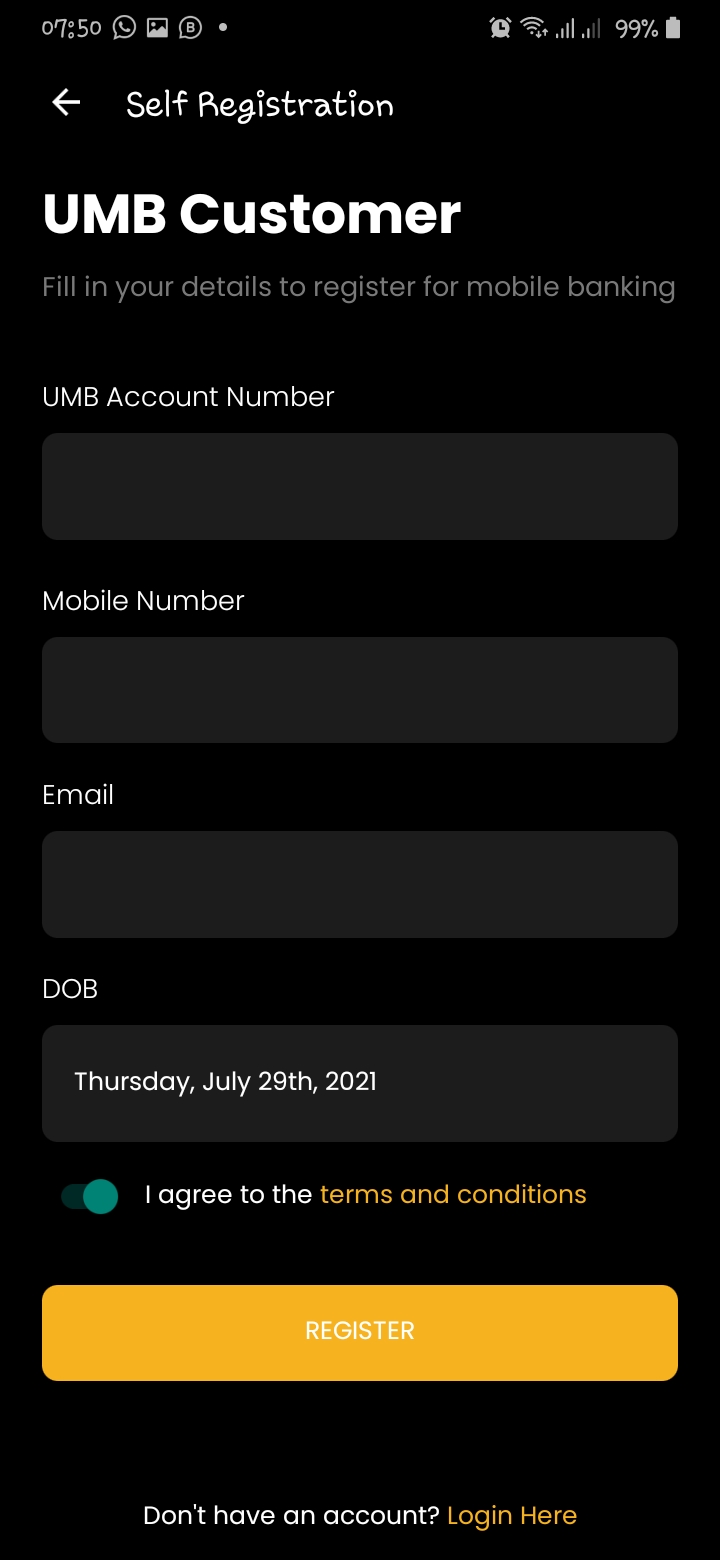 07:50 99%
Self Registration
UMB Customer
Fill in your details to register for mobile banking
UMB Account Number
Mobile Number
Email
DOB
Thursday, July 29th, 2021
I agree to the terms and conditions
REGISTER
Don't have an account? Login Here